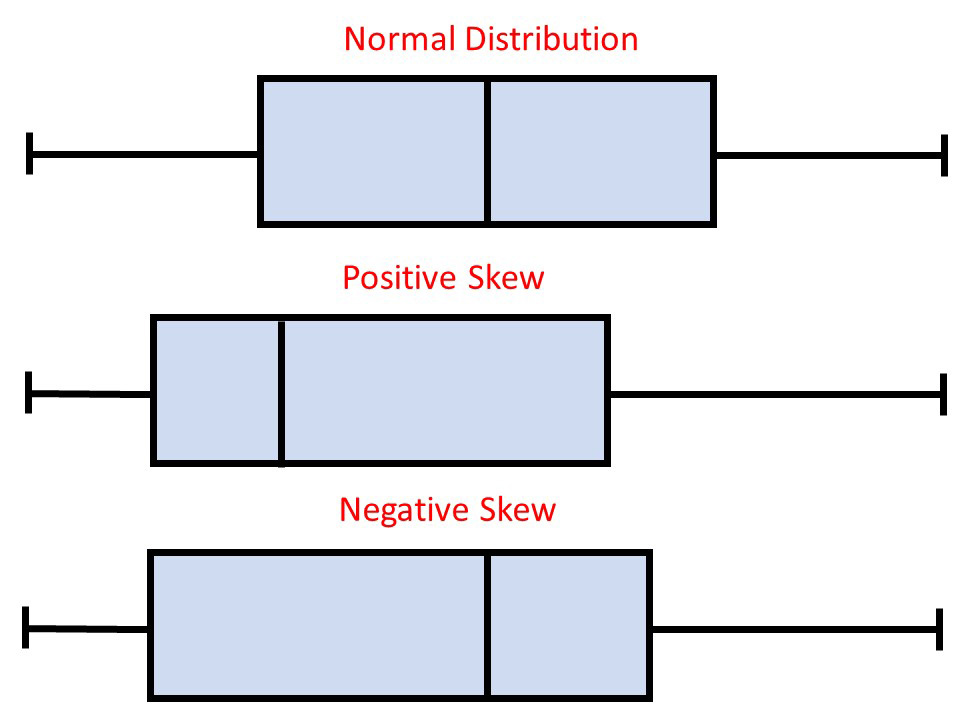 Normal Distribution
Positive Skew
Negative Skew